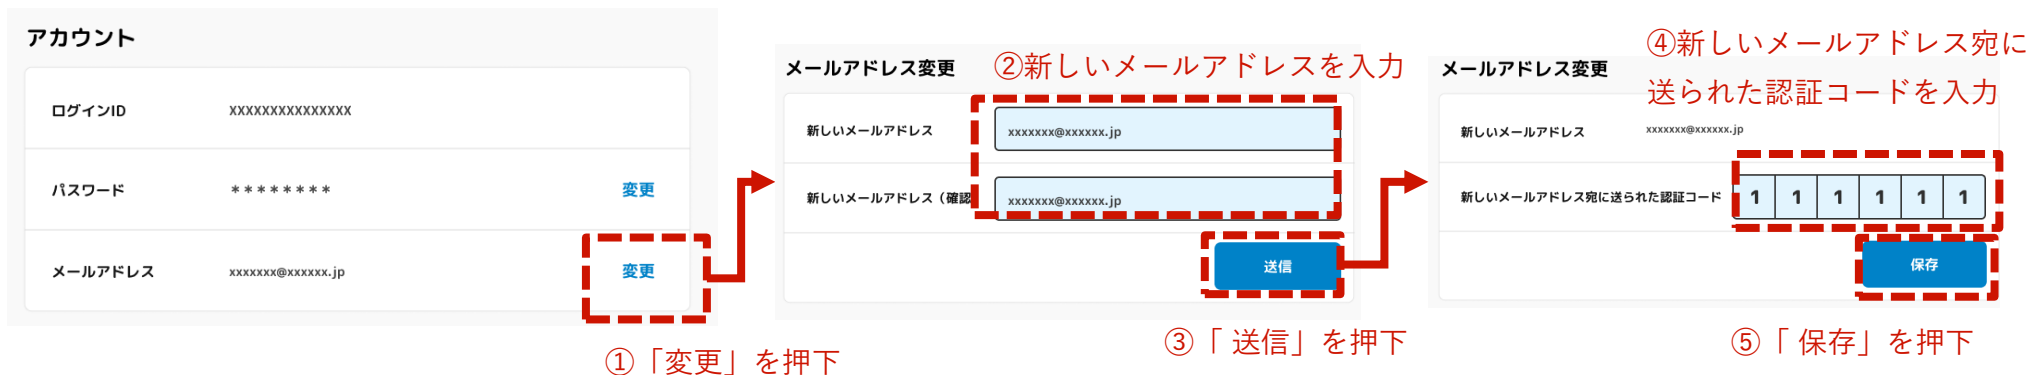 アカウント
ログインID XXXXXXXXXXXXXXX
パスワード ******** 変更
メールアドレス xxxxxxx@xxxxxx.jp 変更
①「変更」を押下
メールアドレス変更
②新しいメールアドレスを入力
新しいメールアドレス xxxxxxx@xxxxxx.jp
新しいメールアドレス（確認 xxxxxxx@xxxxxx.jp
送信
③「 送信」を押下
メールアドレス変更
④新しいメールアドレス宛に
送られた認証コードを入力
新しいメールアドレス xxxxxxx@xxxxxx.jp
新しいメールアドレス宛に送られた認証コード 1 1 1 1 1 1
保存
⑤「 保存」を押下